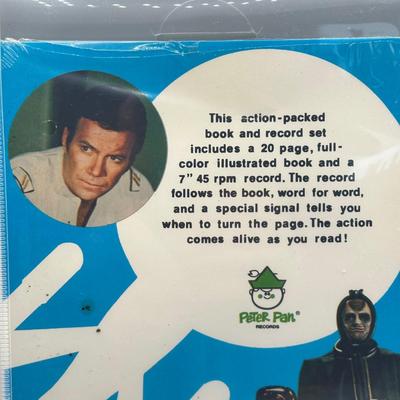 This action-packed
book and record set
includes a 20 page, full-
color illustrated book and a
7" 45 rpm record. The record
follows the book, word for word,
and a special signal tells you
when to turn the page. The action
comes alive as you read!
PETER PAN®
RECORDS